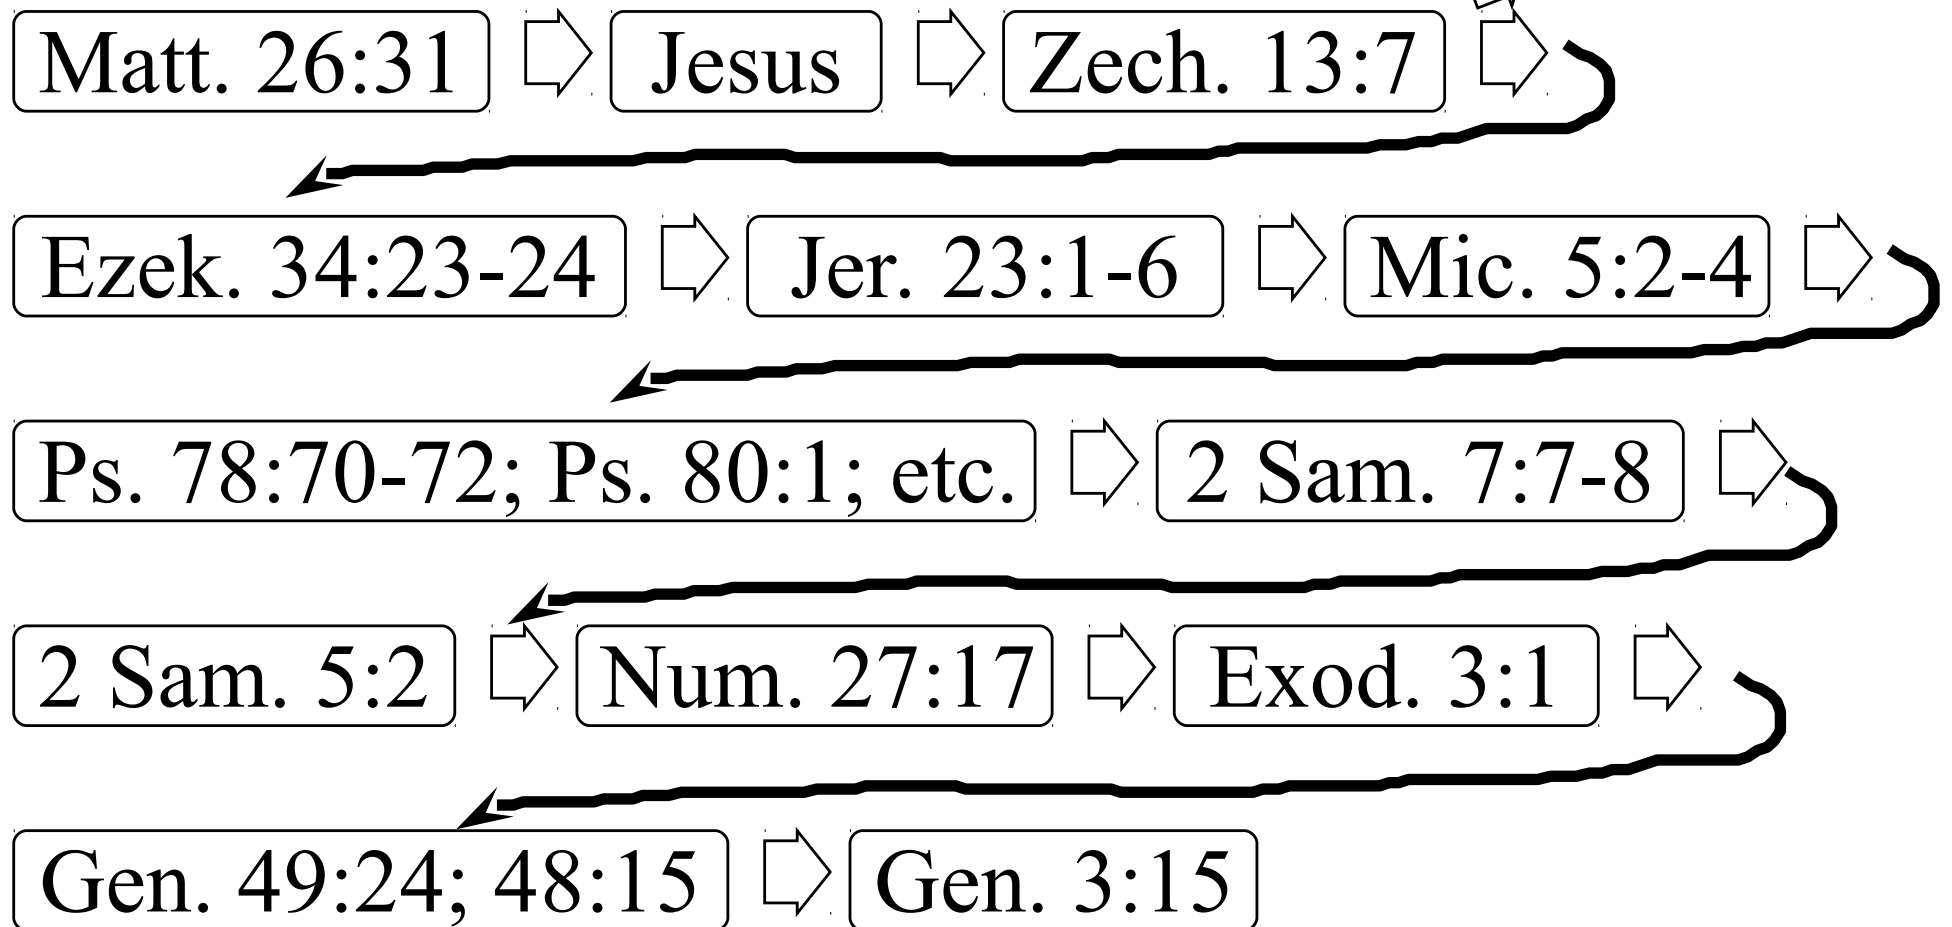 Matt. 26:31 Jesus Zech. 13:7
Ezek. 34:23-24 Jer. 23:1-6 Mic. 5:2-4
Ps. 78:70-72; Ps. 80:1; etc. 2 Sam. 7:7-8
2 Sam. 5:2 Num. 27:17 Exod. 3:1
Gen. 49:24; 48:15 Gen. 3:15